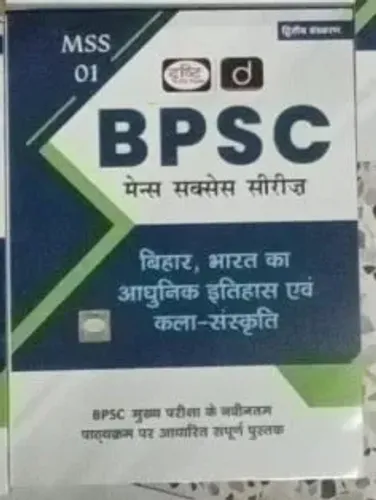 MSS
01
द्वितीय संस्करण
दृष्टि
d
BPSC
मेन्स सक्सेस सीरीज़
बिहार, भारत का
आधुनिक इतिहास एवं
कला-संस्कृति
BPSC मुख्य परीक्षा के नवीनतम
पाठ्यक्रम पर आधारित संपूर्ण पुस्तक